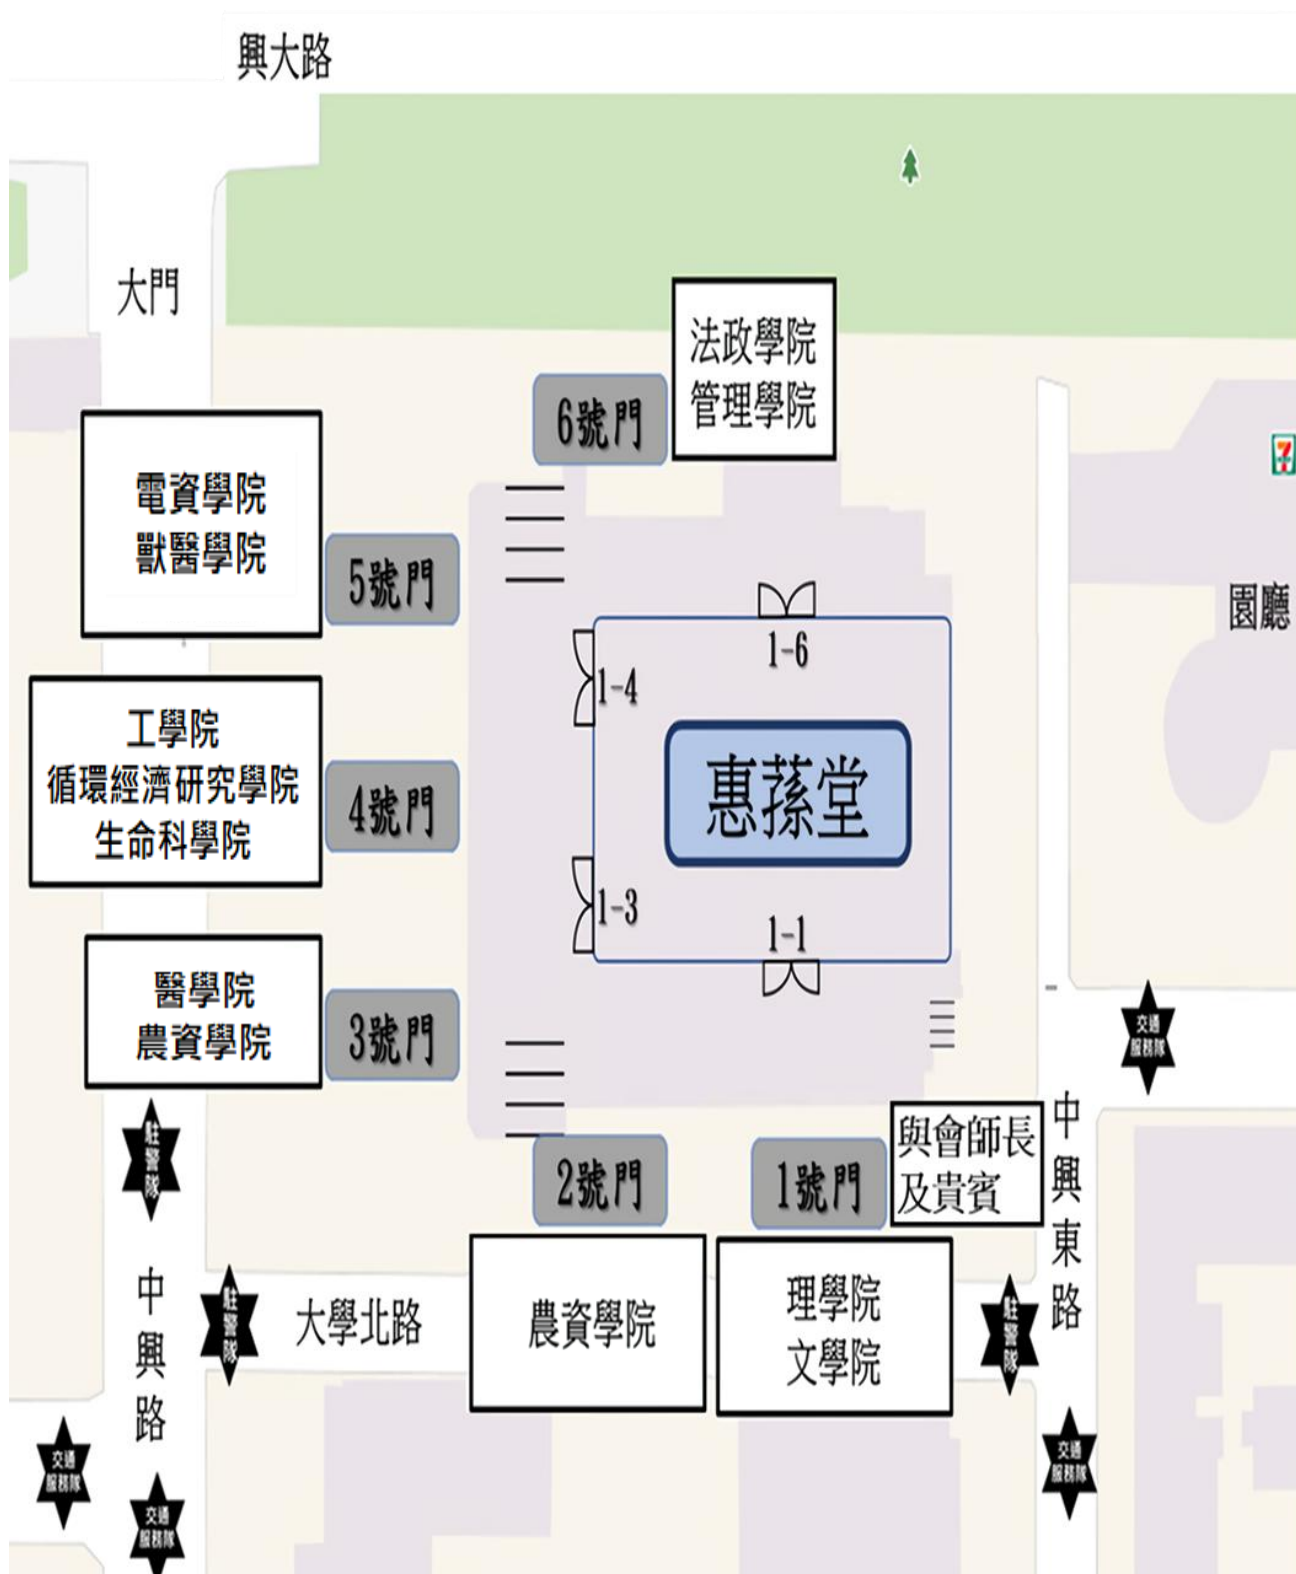 興大路
大門
法政學院
管理學院
6號門
電資學院
獸醫學院
5號門
7
園廳
1-6
1-4
工學院
循環經濟研究學院
生命科學院
4號門
惠蓀堂
1-3
1-1
醫學院
農資學院
3號門
交通
服務隊
駐警隊
2號門
1號門
與會師長
及貴賓
中興東路
中興路
駐警隊
大學北路
農資學院
理學院
文學院
駐警隊
交通
服務隊
交通
服務隊
交通
服務隊